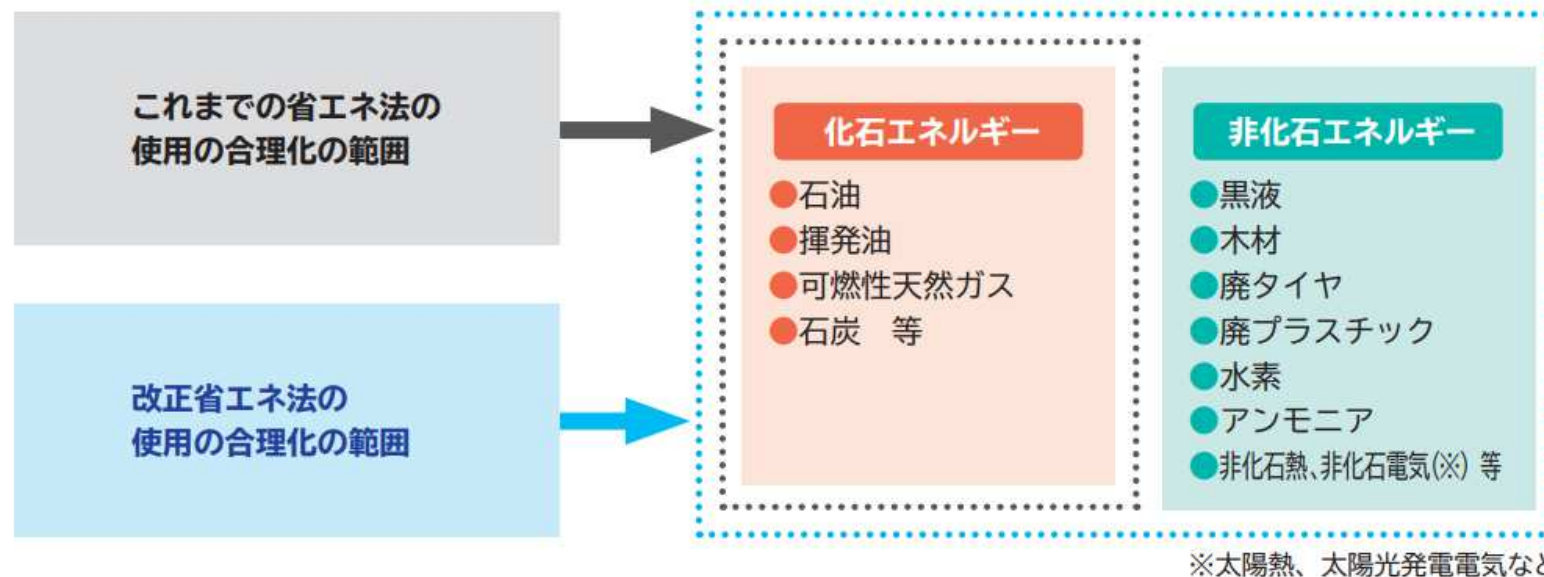 これまでの省エネ法の
使用の合理化の範囲
改正省エネ法の
使用の合理化の範囲
化石エネルギー
●石油
●揮発油
●可燃性天然ガス
●石炭　等
非化石エネルギー
●黒液
●木材
●廃タイヤ
●廃プラスチック
●水素
●アンモニア
●非化石熱、非化石電気(※) 等
※太陽熱、太陽光発電電気など